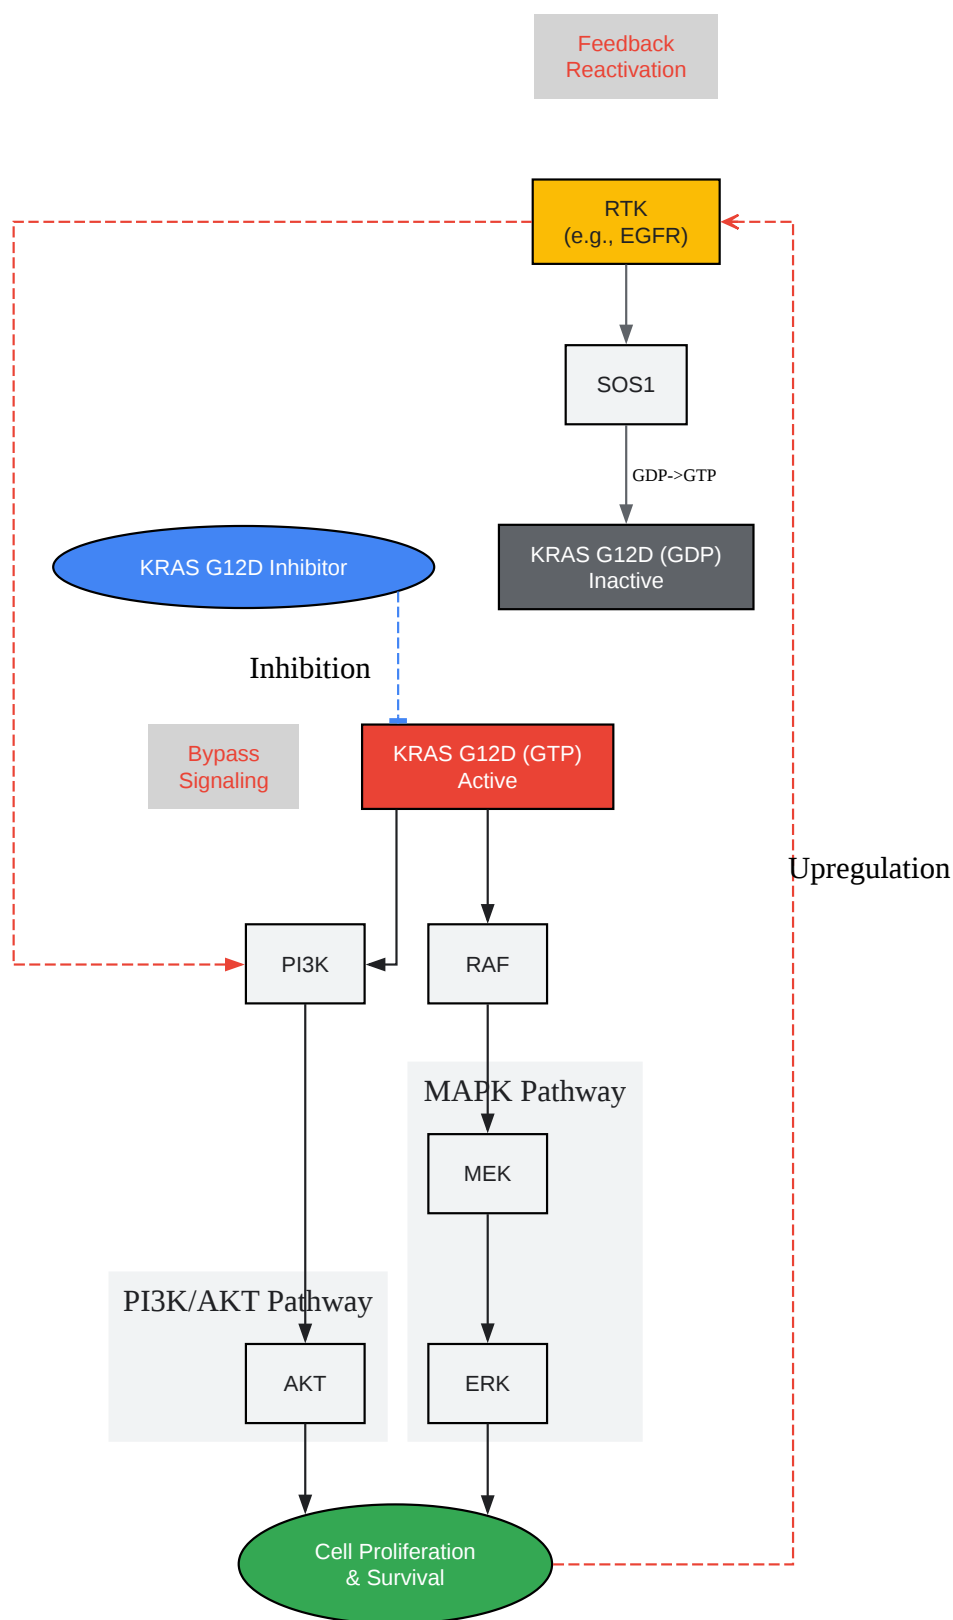 Feedback
Reactivation
RTK
(e.g., EGFR)
SOS1
GDP->GTP
KRAS G12D Inhibitor
KRAS G12D (GDP)
Inactive
Inhibition
Bypass
Signaling
KRAS G12D (GTP)
Active
Upregulation
PI3K
RAF
MAPK Pathway
MEK
PI3K/AKT Pathway
AKT
ERK
Cell Proliferation
& Survival